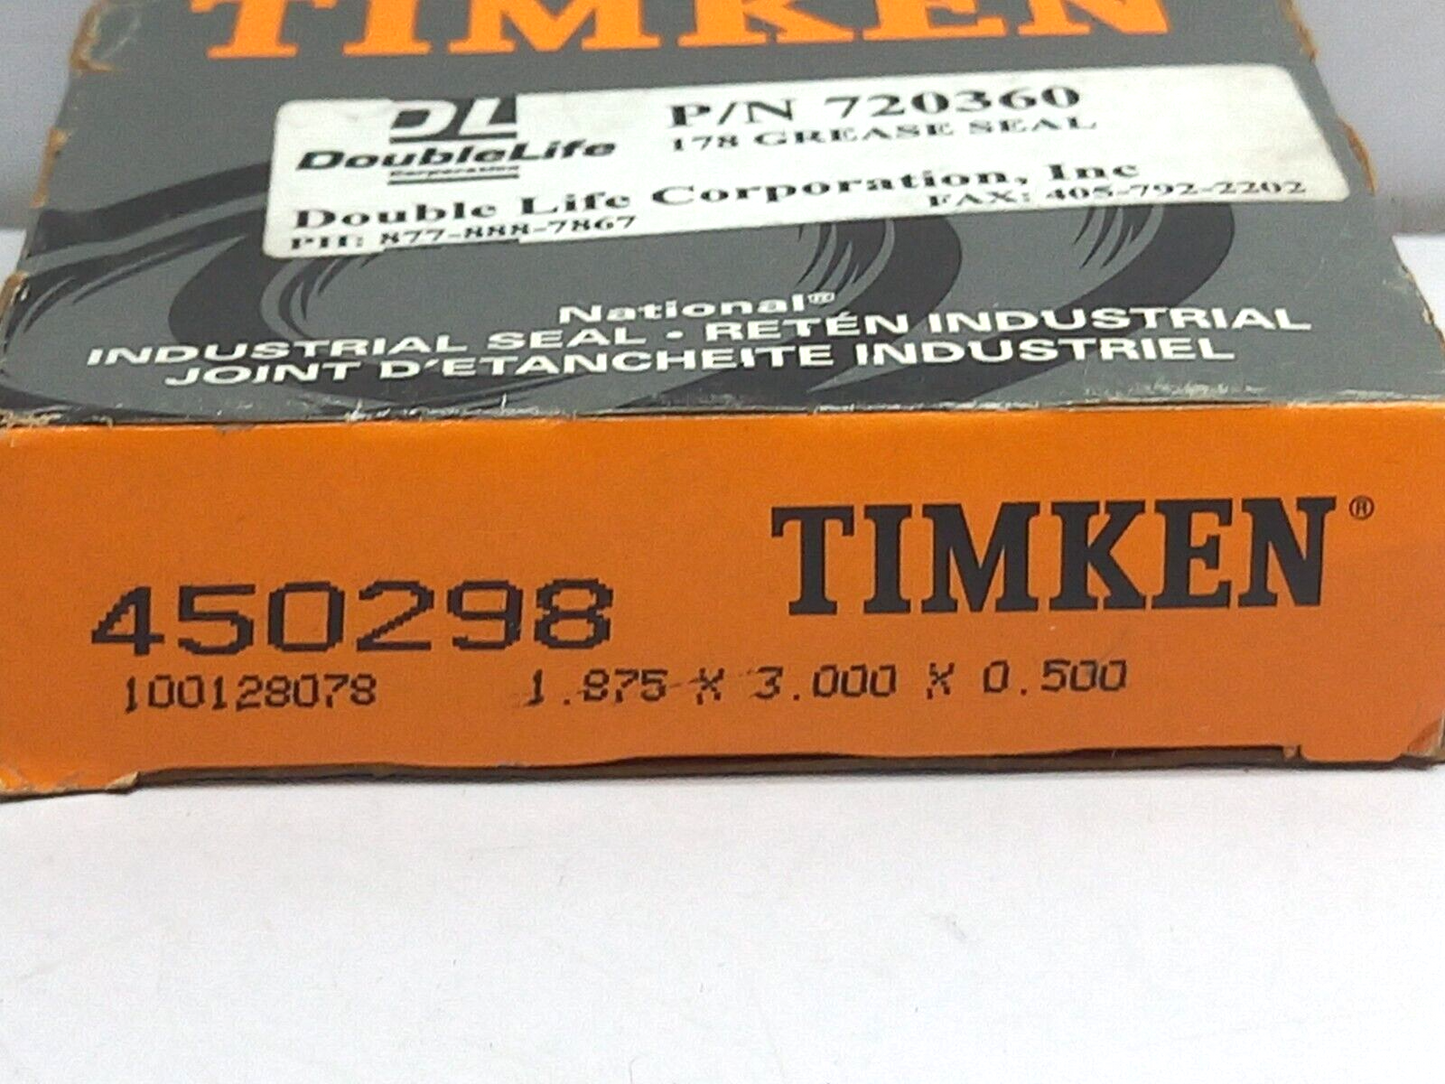 TIMKEN
DL
DoubleLife
Corporation
P/N 720360
178 GREASE SEAL
Double Life Corporation, Inc
PH: 877-888-7867
FAX: 405-792-2202
National®
INDUSTRIAL SEAL • RETÉN INDUSTRIAL
JOINT D'ETANCHEITE INDUSTRIEL
TIMKEN®
450298
100128078
1.875 X 3.000 X 0.500